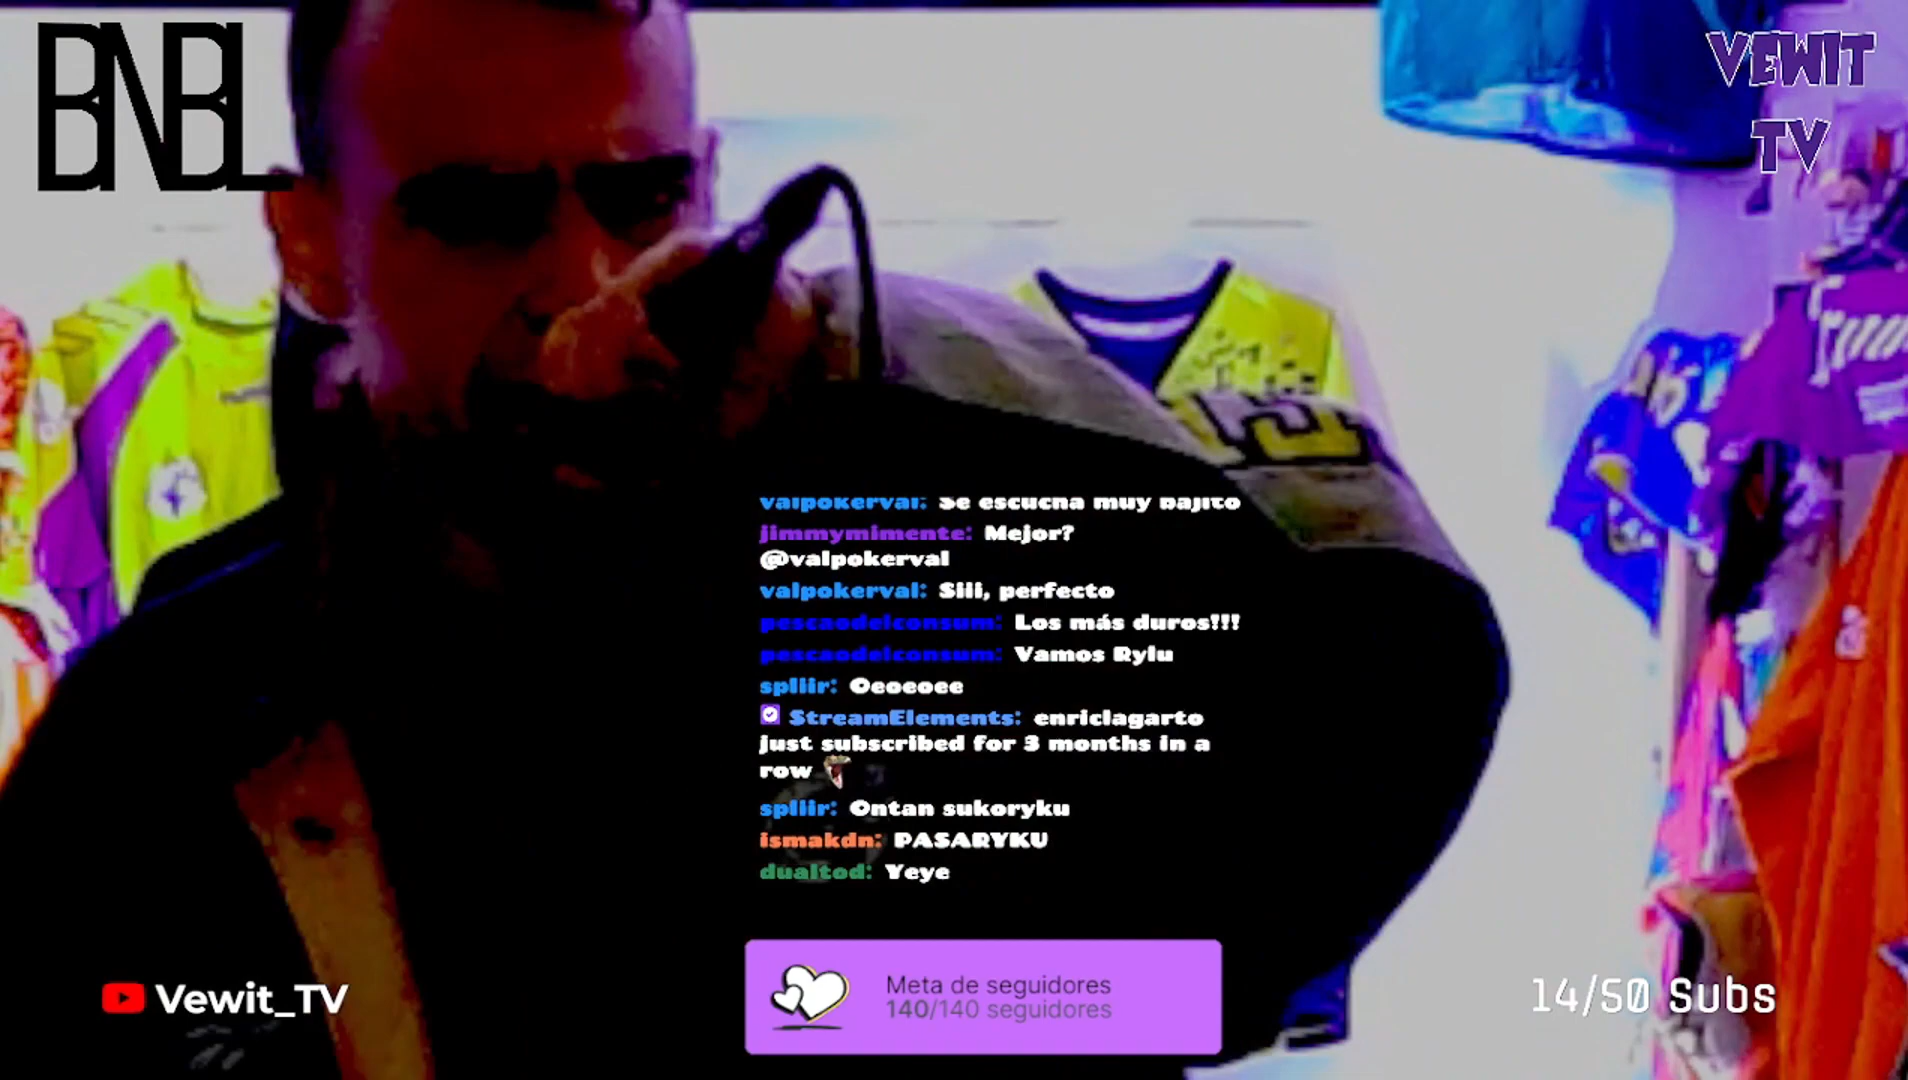 BNBL
VEWIT
TV
valpokerval: Se escucha muy bajito
jimmymimente: Mejor?
@valpokerval
valpokerval: Siii, perfecto
pescaodelconsum: Los más duros!!!
pescaodelconsum: Vamos Rylu
spliir: Oeoeoee
StreamElements: enriclagarto
just subscribed for 3 months in a
row
spliir: Ontan sukoryku
ismakdn: PASARYKU
dualtod: Yeye
Meta de seguidores
140/140 seguidores
Vewit_TV
14/50 Subs